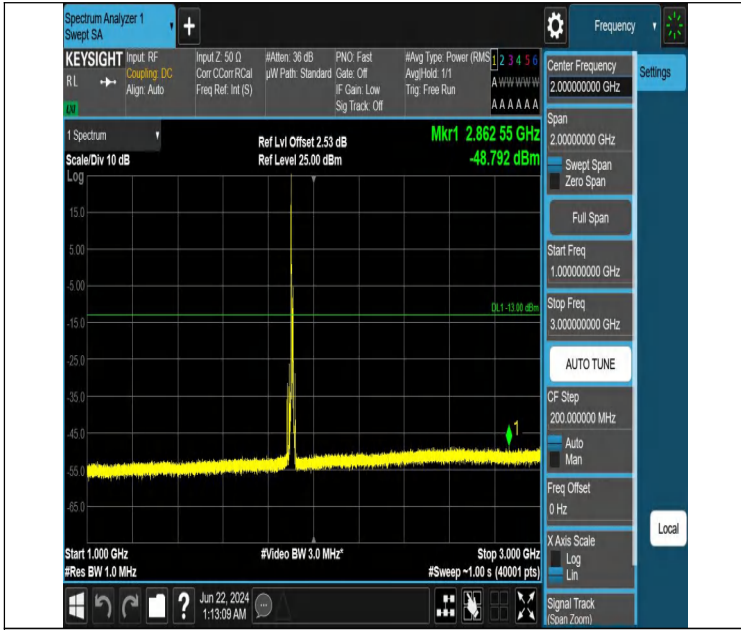 Spectrum Analyzer 1
Swept SA
+
Frequency
KEYSIGHT
RL
Input: RF
Coupling: DC
Align: Auto
Input Z: 50 Ω
Corr CCorr RCal
Freq Ref: Int (S)
#Atten: 36 dB
µW Path: Standard
PNO: Fast
Gate: Off
IF Gain: Low
Sig Track: Off
#Avg Type: Power (RMS
Avg|Hold: 1/1
Trig: Free Run
1 2 3 4 5 6
A W W W W W
A A A A A A
1 Spectrum
Scale/Div 10 dB
Log
Ref Lvl Offset 2.53 dB
Ref Level 25.00 dBm
Mkr1 2.862 55 GHz
-48.792 dBm
15.0
5.00
-5.00
-15.0
-25.0
-35.0
-45.0
-55.0
-65.0
DL1 -13.00 dBm
1
Start 1.000 GHz
#Res BW 1.0 MHz
#Video BW 3.0 MHz*
Stop 3.000 GHz
#Sweep ~1.00 s (40001 pts)
Center Frequency
2.000000000 GHz
Settings
Span
2.00000000 GHz
Swept Span
Zero Span
Full Span
Start Freq
1.000000000 GHz
Stop Freq
3.000000000 GHz
AUTO TUNE
CF Step
200.000000 MHz
Auto
Man
Freq Offset
0 Hz
X Axis Scale
Log
Lin
Local
Signal Track
(Span Zoom)
?
Jun 22, 2024
1:13:09 AM